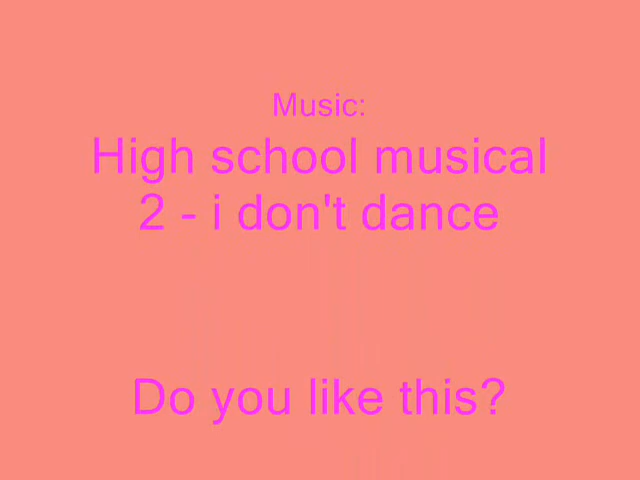 Music:
High school musical
2 - i don't dance
Do you like this?